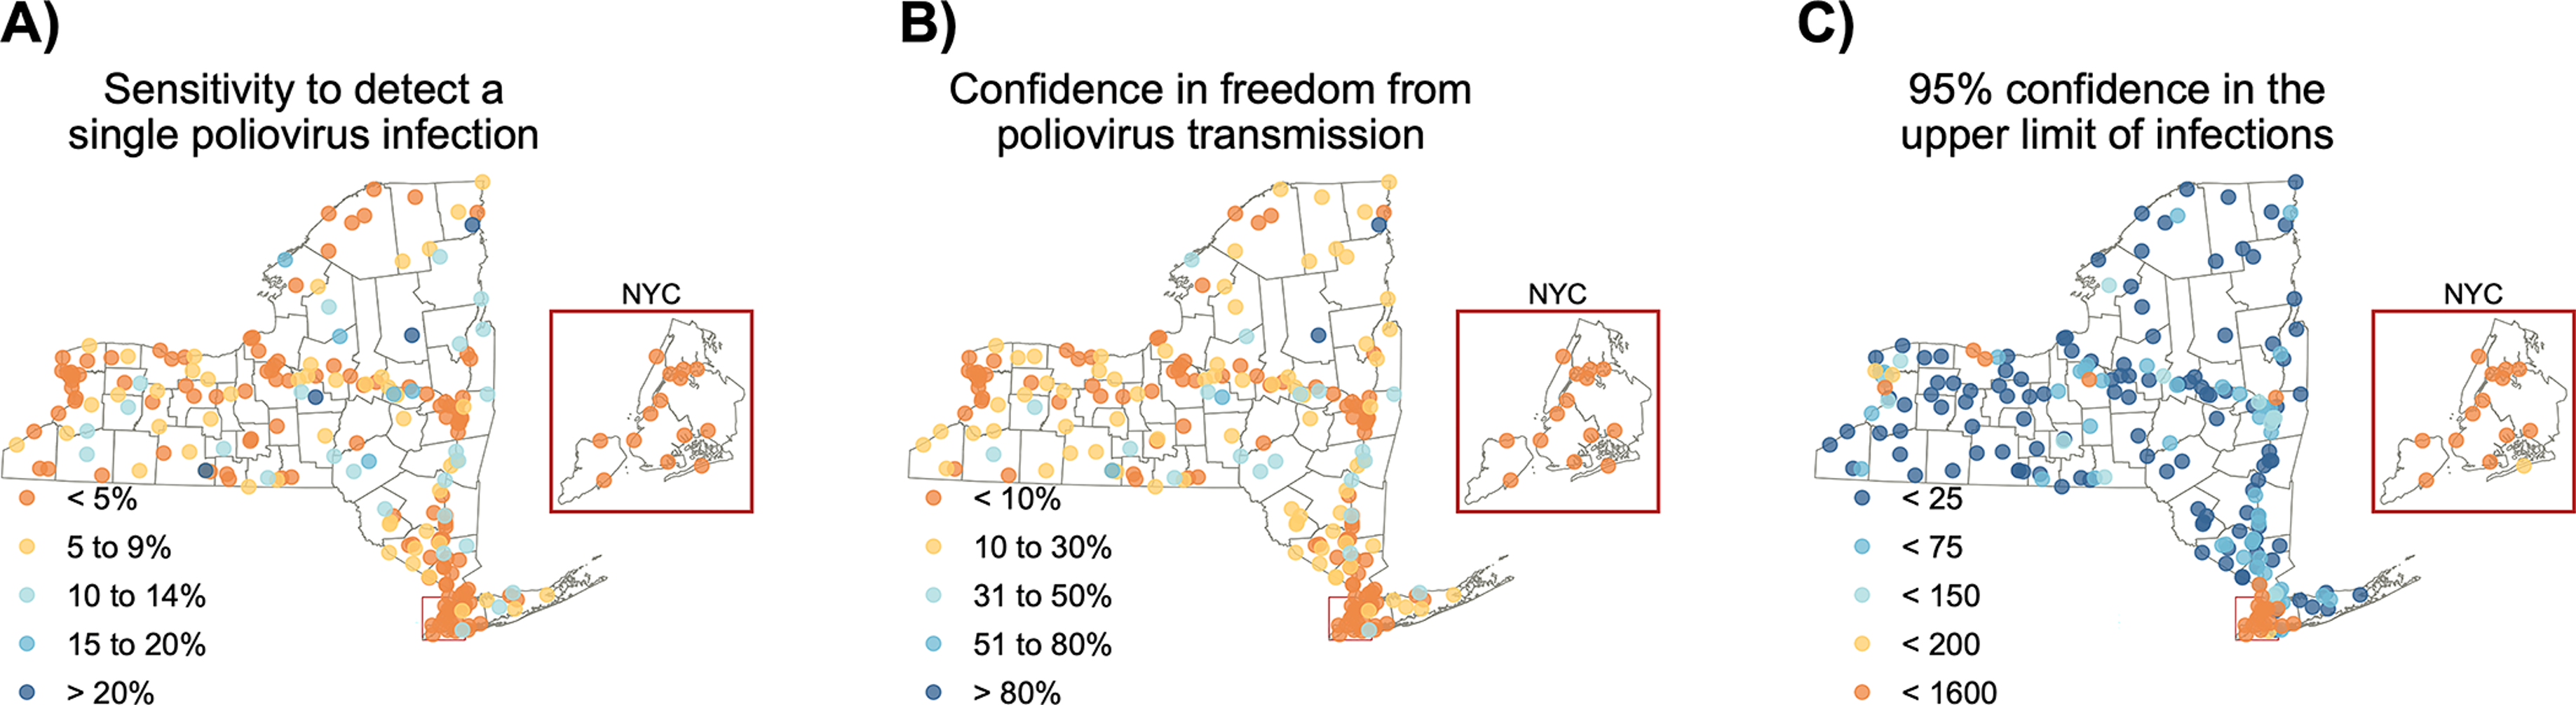 A)
Sensitivity to detect a
single poliovirus infection
NYC
< 5%
5 to 9%
10 to 14%
15 to 20%
> 20%
B)
Confidence in freedom from
poliovirus transmission
NYC
< 10%
10 to 30%
31 to 50%
51 to 80%
> 80%
C)
95% confidence in the
upper limit of infections
NYC
< 25
< 75
< 150
< 200
< 1600